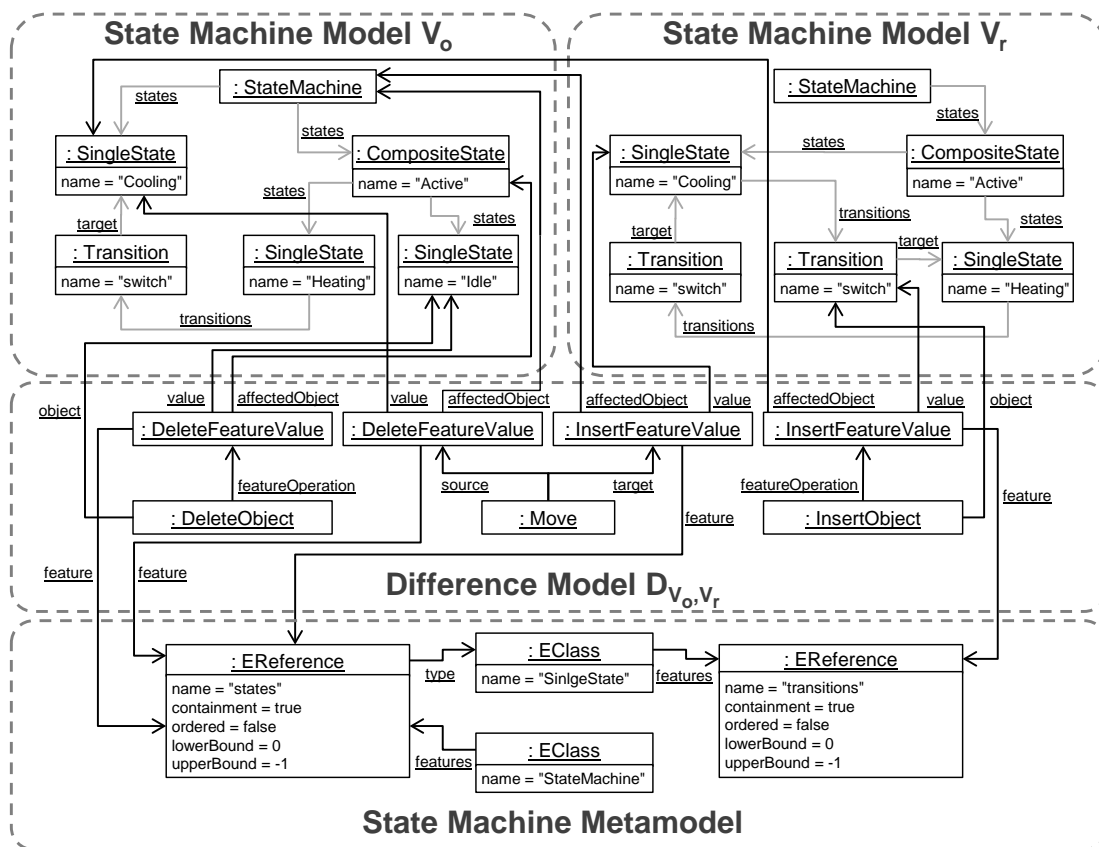 State Machine Model Vo
State Machine Model Vr
: StateMachine
: StateMachine
states
states
states
: SingleState
name = "Cooling"
: CompositeState
name = "Active"
: SingleState
name = "Cooling"
states
: CompositeState
name = "Active"
states
states
target
transitions
states
target
target
: Transition
name = "switch"
: SingleState
name = "Heating"
: SingleState
name = "Idle"
: Transition
name = "switch"
: Transition
name = "switch"
: SingleState
name = "Heating"
transitions
transitions
object
value
affectedObject
value
affectedObject
affectedObject
value
affectedObject
value
object
: DeleteFeatureValue
: DeleteFeatureValue
: InsertFeatureValue
: InsertFeatureValue
featureOperation
source
target
featureOperation
feature
: DeleteObject
: Move
feature
: InsertObject
feature
feature
Difference Model DVo,Vr
: EReference
name = "states"
containment = true
ordered = false
lowerBound = 0
upperBound = -1
type
: EClass
name = "SinlgeState"
features
: EReference
name = "transitions"
containment = true
ordered = false
lowerBound = 0
upperBound = -1
features
: EClass
name = "StateMachine"
State Machine Metamodel